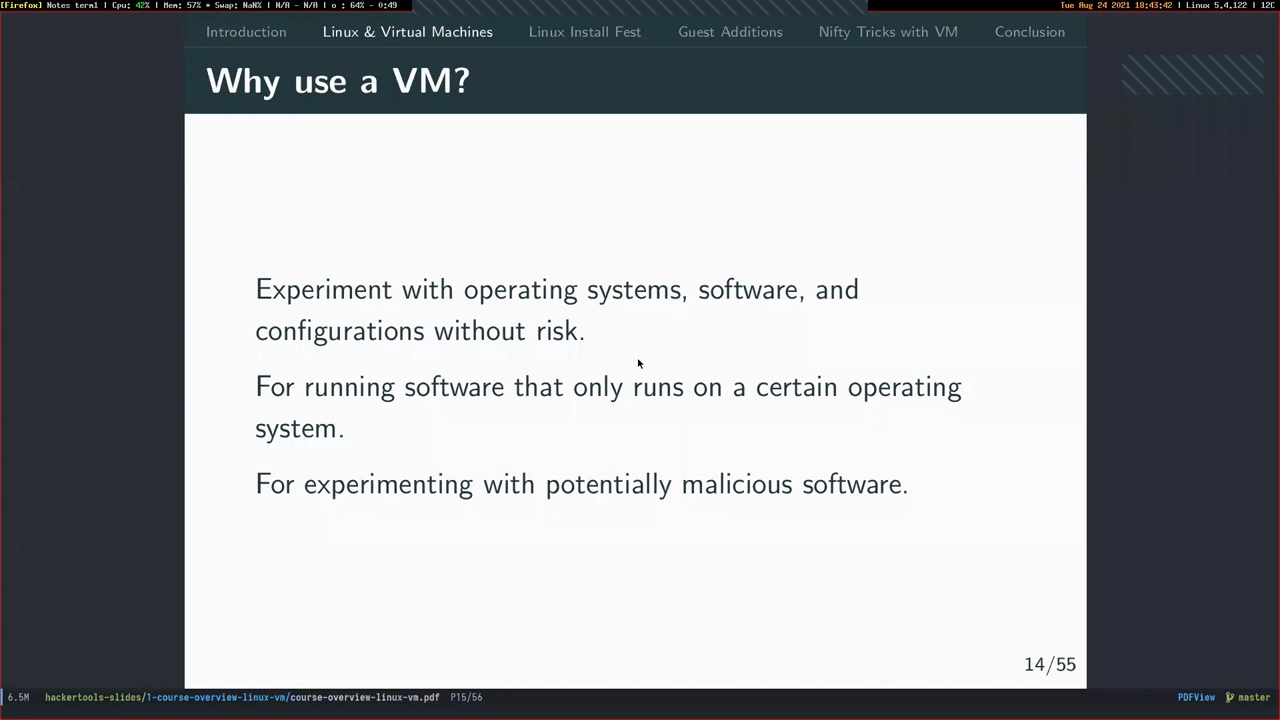 [Firefox] Notes term1 | Cpu: 42% | Mem: 57% * Swap: NaN% | N/A - N/A | o : 64% - 0:49
Tue Aug 24 2021 18:43:42 | Linux 5.4.122 | 12C
Introduction Linux & Virtual Machines Linux Install Fest Guest Additions Nifty Tricks with VM Conclusion
Why use a VM?
Experiment with operating systems, software, and
configurations without risk.
For running software that only runs on a certain operating
system.
For experimenting with potentially malicious software.
14/55
6.5M hackertools-slides/1-course-overview-linux-vm/course-overview-linux-vm.pdf P15/56
PDFView master